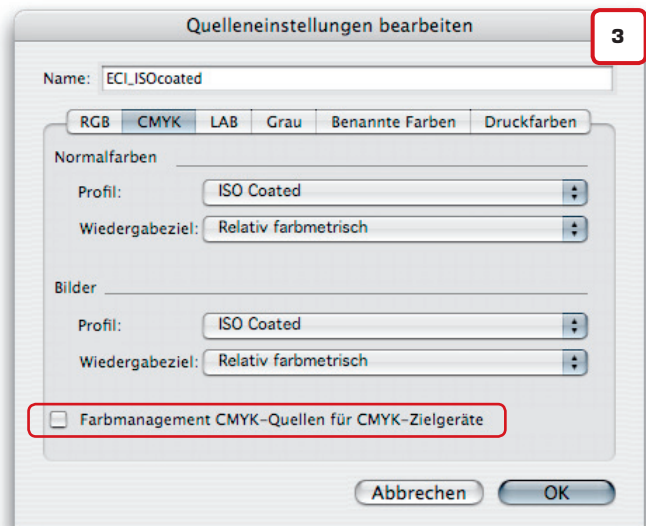 Quelleneinstellungen bearbeiten
3
Name: ECI_ISOcoated
RGB CMYK LAB Grau Benannte Farben Druckfarben
Normalfarben
Profil: ISO Coated
Wiedergabeziel: Relativ farbmetrisch
Bilder
Profil: ISO Coated
Wiedergabeziel: Relativ farbmetrisch
Farbmanagement CMYK-Quellen für CMYK-Zielgeräte
Abbrechen OK